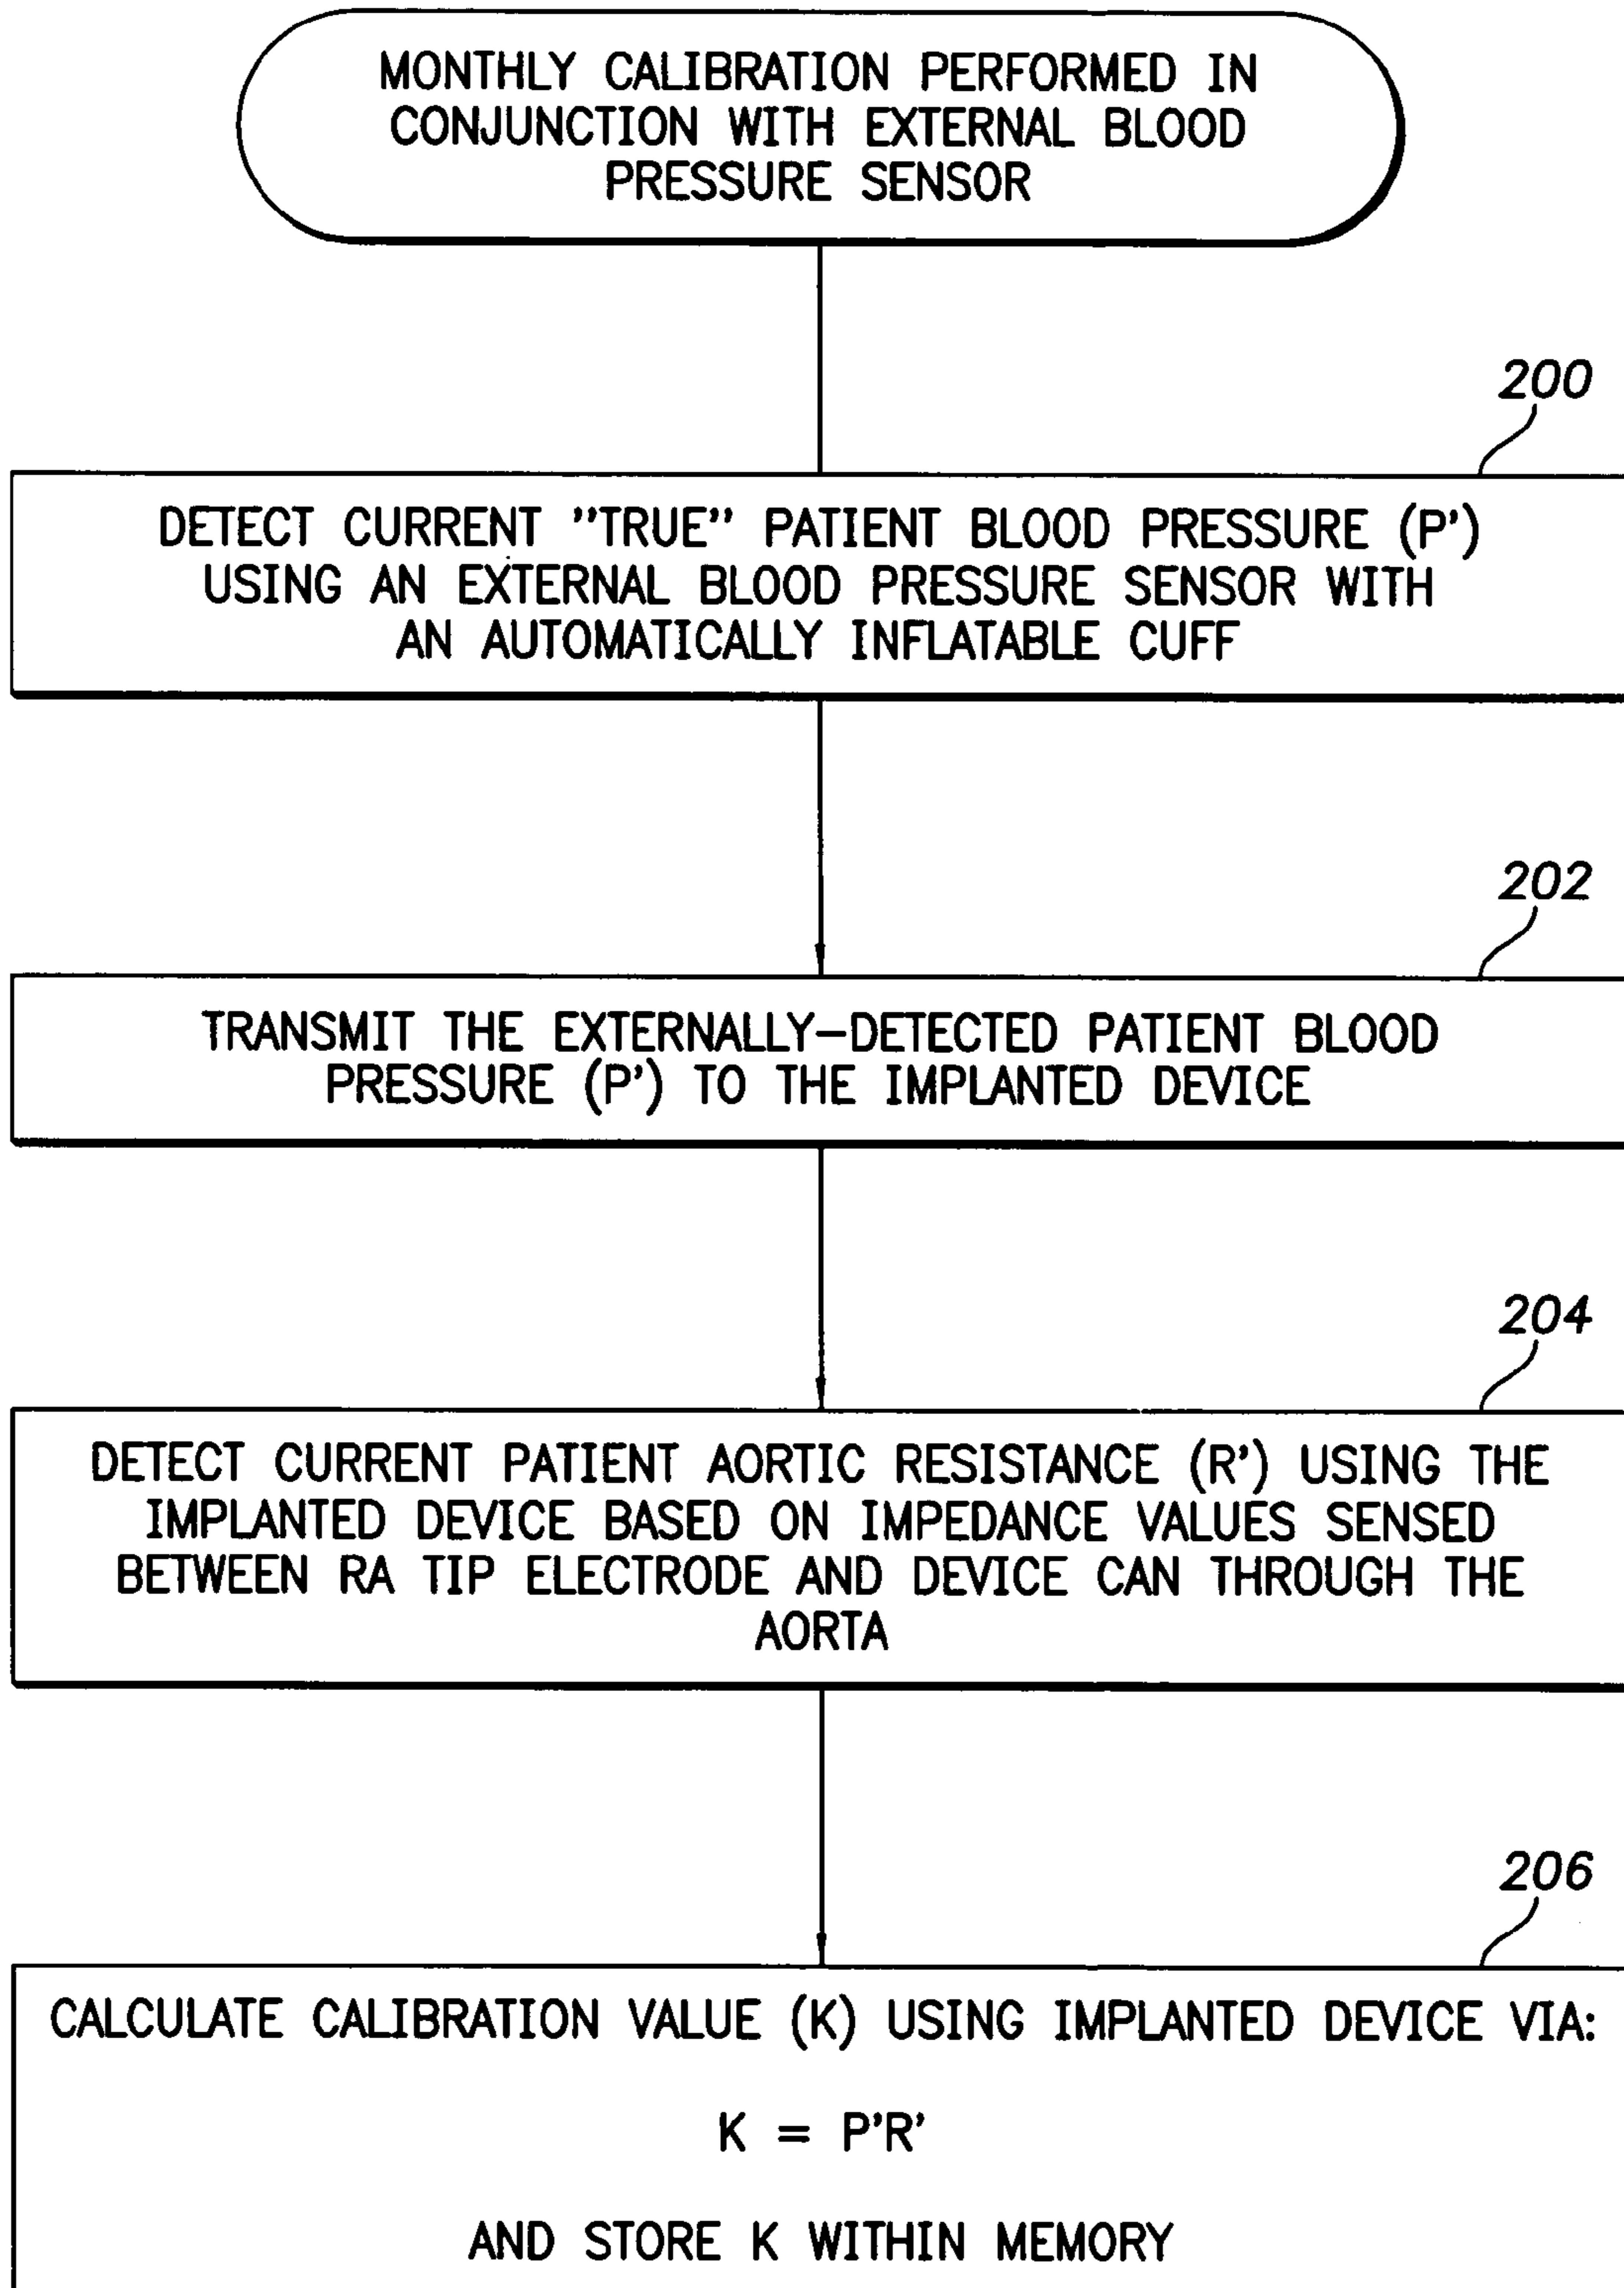 MONTHLY CALIBRATION PERFORMED IN
CONJUNCTION WITH EXTERNAL BLOOD
PRESSURE SENSOR
200
DETECT CURRENT "TRUE" PATIENT BLOOD PRESSURE (P')
USING AN EXTERNAL BLOOD PRESSURE SENSOR WITH
AN AUTOMATICALLY INFLATABLE CUFF
202
TRANSMIT THE EXTERNALLY-DETECTED PATIENT BLOOD
PRESSURE (P') TO THE IMPLANTED DEVICE
204
DETECT CURRENT PATIENT AORTIC RESISTANCE (R') USING THE
IMPLANTED DEVICE BASED ON IMPEDANCE VALUES SENSED
BETWEEN RA TIP ELECTRODE AND DEVICE CAN THROUGH THE
AORTA
206
CALCULATE CALIBRATION VALUE (K) USING IMPLANTED DEVICE VIA:
K = P'R'
AND STORE K WITHIN MEMORY